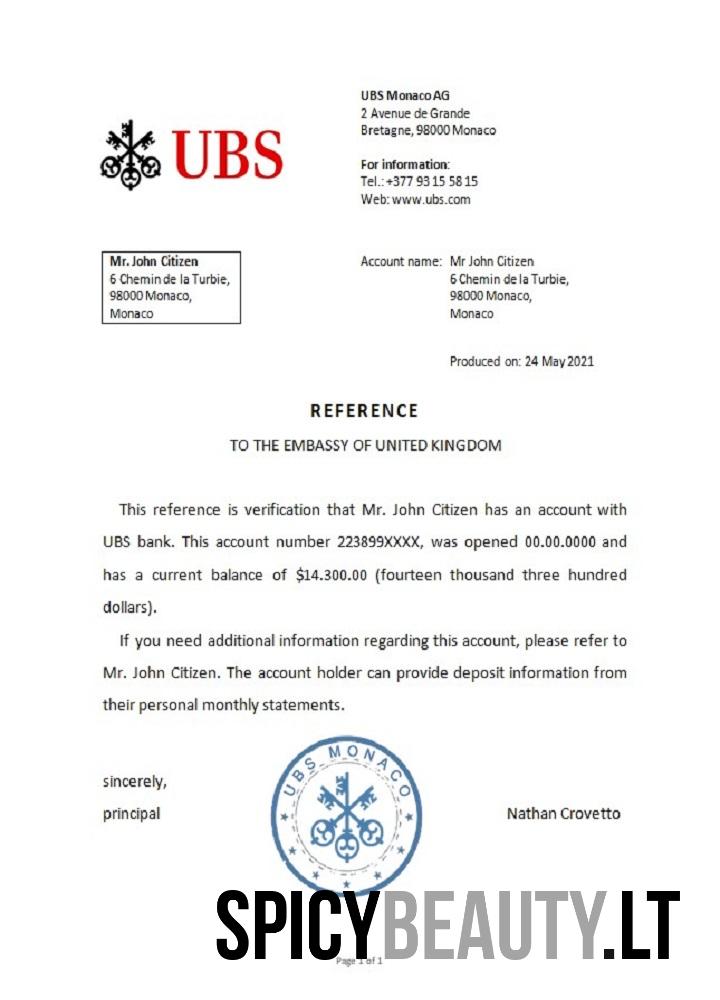 UBS Monaco AG
2 Avenue de Grande
Bretagne, 98000 Monaco
UBS
For information:
Tel.: +377 93 15 58 15
Web: www.ubs.com
Mr. John Citizen
6 Chemin de la Turbie,
98000 Monaco,
Monaco
Account name: Mr John Citizen
6 Chemin de la Turbie,
98000 Monaco,
Monaco
Produced on: 24 May 2021
REFERENCE
TO THE EMBASSY OF UNITED KINGDOM
This reference is verification that Mr. John Citizen has an account with
UBS bank. This account number 223899XXXX, was opened 00.00.0000 and
has a current balance of $14.300.00 (fourteen thousand three hundred
dollars).
If you need additional information regarding this account, please refer to
Mr. John Citizen. The account holder can provide deposit information from
their personal monthly statements.
UBS MONACO
sincerely,
principal
Nathan Crovetto
SPICYBEAUTY.LT
Page 1 of 1